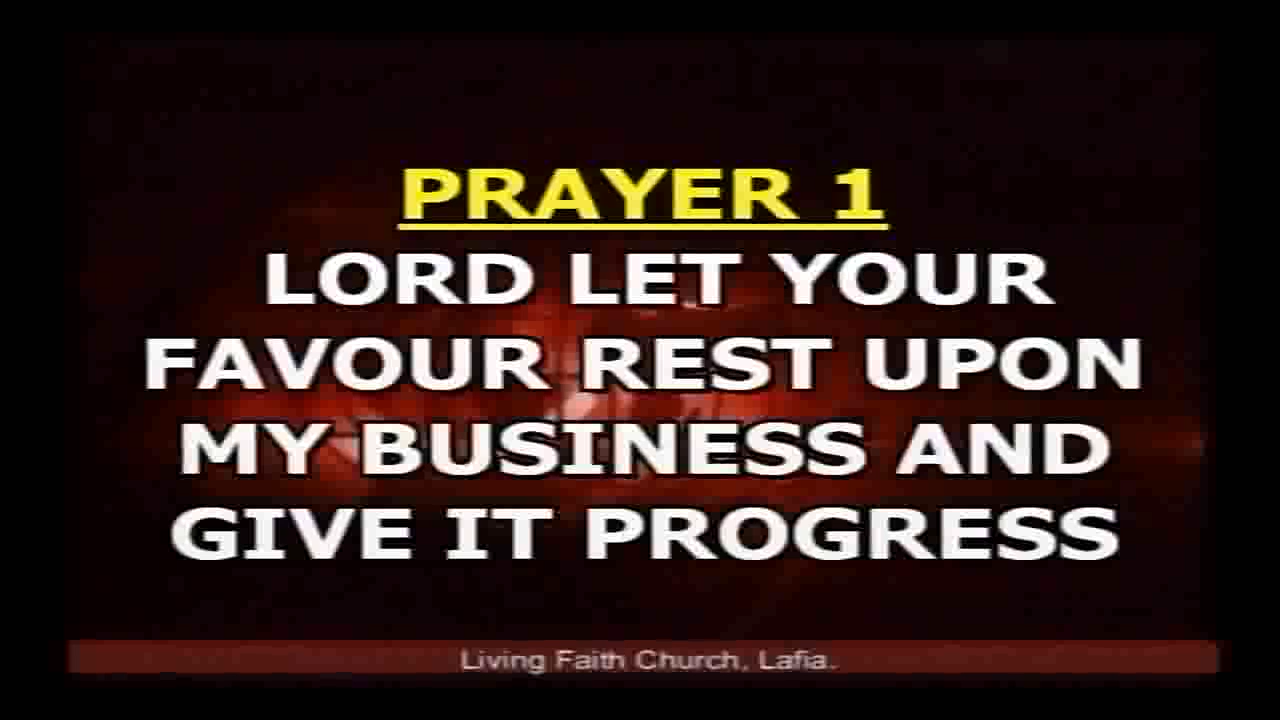 PRAYER 1
LORD LET YOUR
FAVOUR REST UPON
MY BUSINESS AND
GIVE IT PROGRESS
Living Faith Church, Lafia.